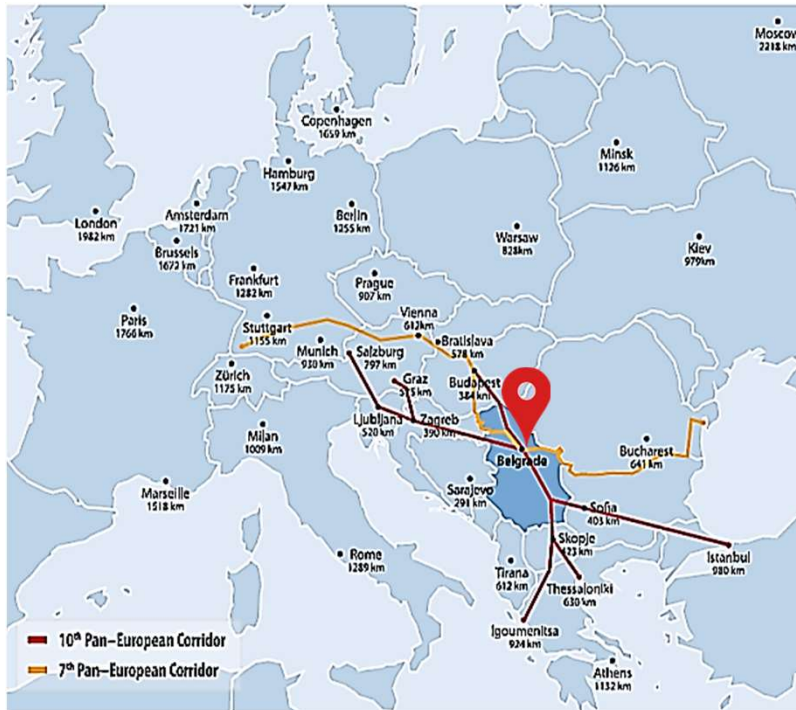 Moscow
2218 km
Copenhagen
1659 km
Minsk
1126 km
Hamburg
1547 km
London
1982 km
Amsterdam
1721 km
Berlin
1255 km
Brussels
1672 km
Warsaw
828km
Kiev
979km
Frankfurt
1282 km
Prague
907 km
Paris
1766 km
Stuttgart
1155 km
Vienna
612km
Bratislava
578 km
Munich
930 km
Salzburg
797 km
Zürich
1175 km
Graz
575 km
Budapest
384 km
Ljubljana
520 km
Zagreb
390 km
Milan
1009 km
Belgrade
Bucharest
641 km
Marseille
1518 km
Sarajevo
291 km
Sofia
403 km
Skopje
423 km
Istanbul
980 km
Rome
1289 km
Tirana
612 km
Thessaloniki
630 km
Igoumenitsa
924 km
Athens
1132 km
10th Pan–European Corridor
7th Pan–European Corridor